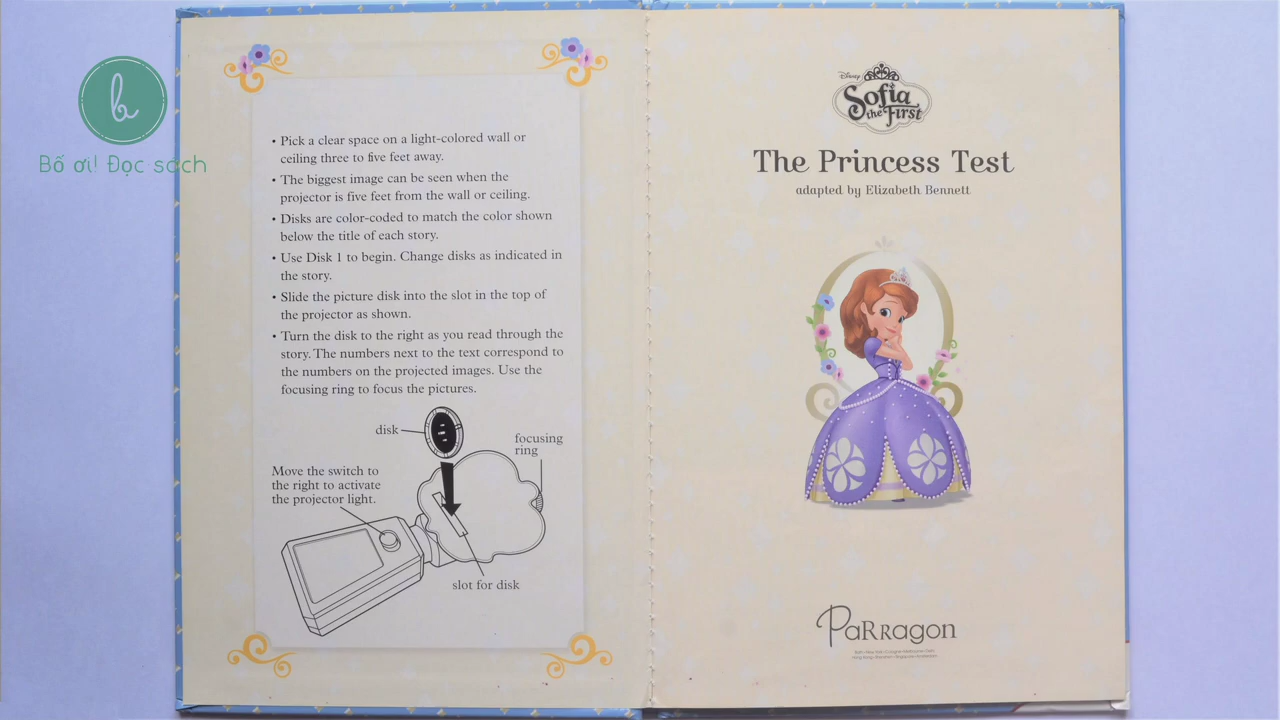 Bố ơi! Đọc sách
• Pick a clear space on a light-colored wall or
ceiling three to five feet away.
• The biggest image can be seen when the
projector is five feet from the wall or ceiling.
• Disks are color-coded to match the color shown
below the title of each story.
• Use Disk 1 to begin. Change disks as indicated in
the story.
• Slide the picture disk into the slot in the top of
the projector as shown.
• Turn the disk to the right as you read through the
story. The numbers next to the text correspond to
the numbers on the projected images. Use the
focusing ring to focus the pictures.
disk
focusing
ring
Move the switch to
the right to activate
the projector light.
slot for disk
Disney
Sofia
the First
The Princess Test
adapted by Elizabeth Bennett
PaRragon